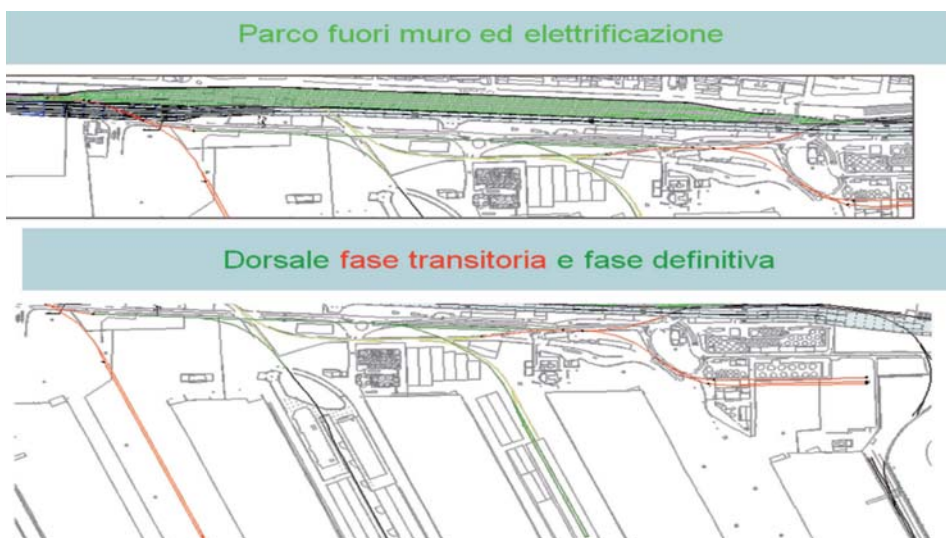 Parco fuori muro ed elettrificazione
Dorsale fase transitoria e fase definitiva